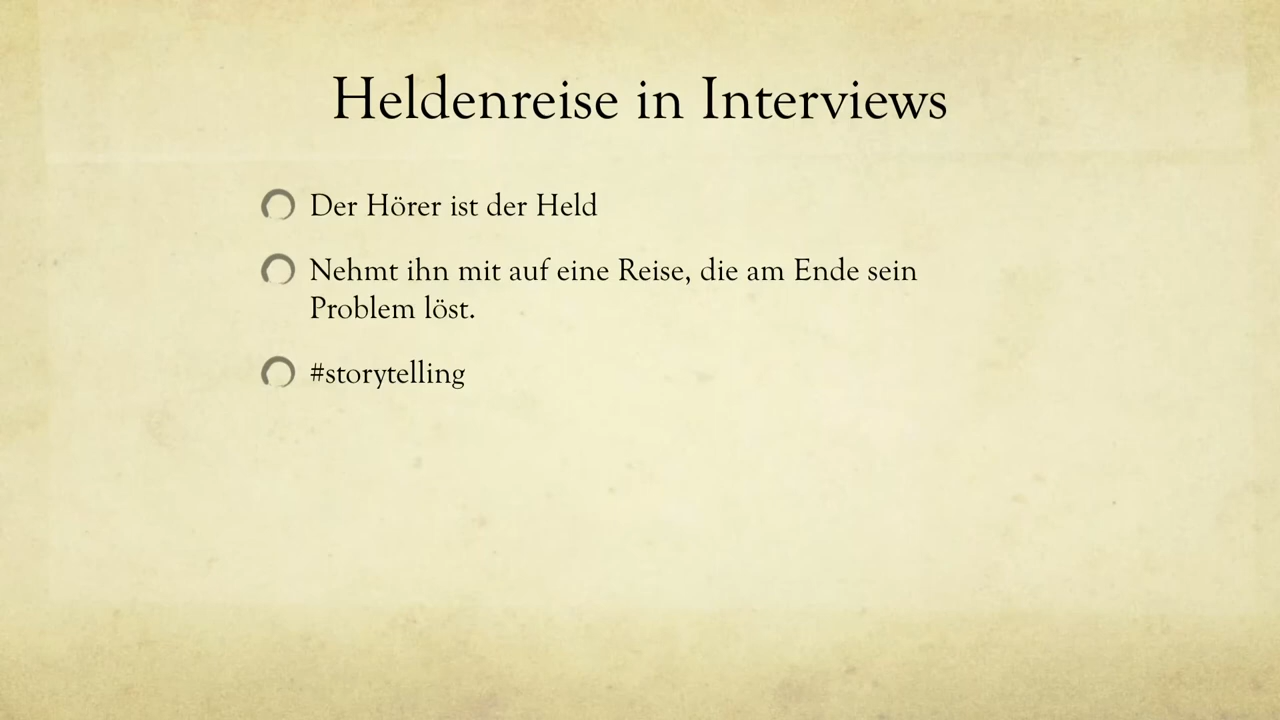 Heldenreise in Interviews
Der Hörer ist der Held
Nehmt ihn mit auf eine Reise, die am Ende sein
Problem löst.
#storytelling